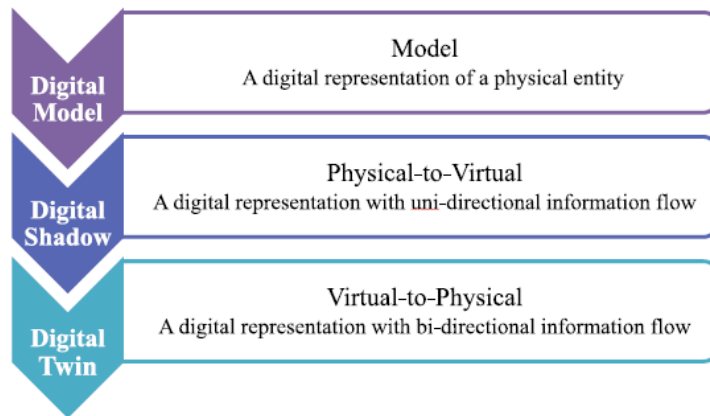 Digital
Model
Model
A digital representation of a physical entity
Digital
Shadow
Physical-to-Virtual
A digital representation with uni-directional information flow
Digital
Twin
Virtual-to-Physical
A digital representation with bi-directional information flow